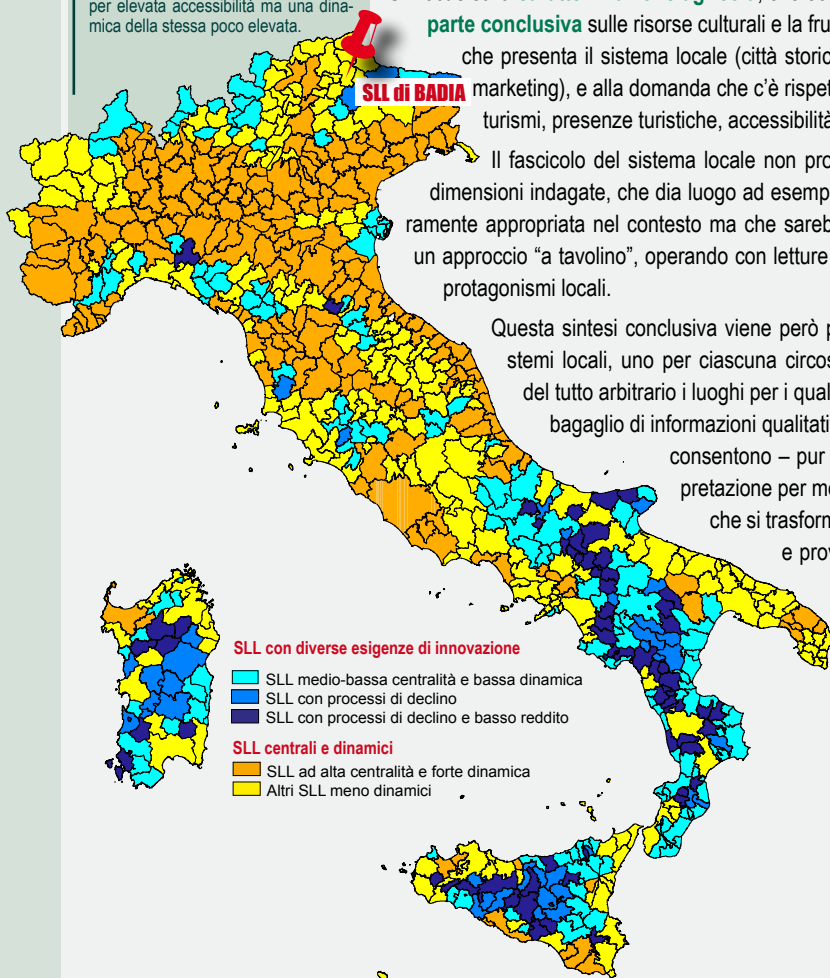 per elevata accessibilità ma una dina-
mica della stessa poco elevata.
parte conclusiva sulle risorse culturali e la fru
che presenta il sistema locale (città storic
marketing), e alla domanda che c'è rispet
turismi, presenze turistiche, accessibilità
Il fascicolo del sistema locale non pro
dimensioni indagate, che dia luogo ad esemp
ramente appropriata nel contesto ma che sareb
un approccio “a tavolino”, operando con letture
protagonismi locali.
Questa sintesi conclusiva viene però p
stemi locali, uno per ciascuna circos
del tutto arbitrario i luoghi per i qual
bagaglio di informazioni qualitati
consentono – pur
pretazione per me
che si trasform
e prov
SLL di BADIA
SLL con diverse esigenze di innovazione
SLL medio-bassa centralità e bassa dinamica
SLL con processi di declino
SLL con processi di declino e basso reddito
SLL centrali e dinamici
SLL ad alta centralità e forte dinamica
Altri SLL meno dinamici